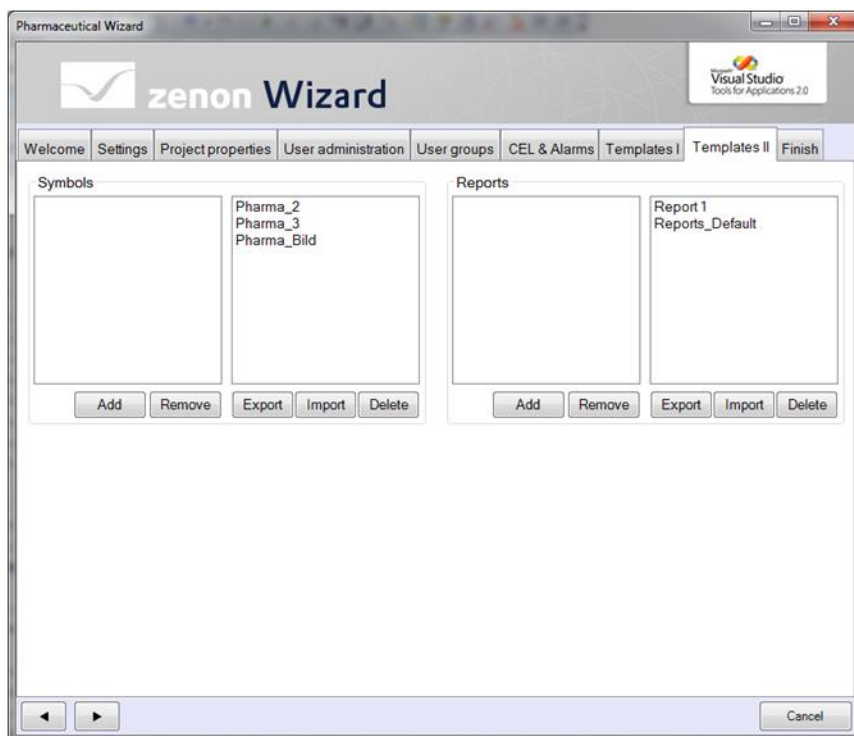 Pharmaceutical Wizard
zenon Wizard
Microsoft
Visual Studio
Tools for Applications 2.0
Welcome Settings Project properties User administration User groups CEL & Alarms Templates I Templates II Finish
Symbols Reports
Pharma_2 Report 1
Pharma_3 Reports_Default
Pharma_Bild
Add Remove Export Import Delete Add Remove Export Import Delete
Cancel